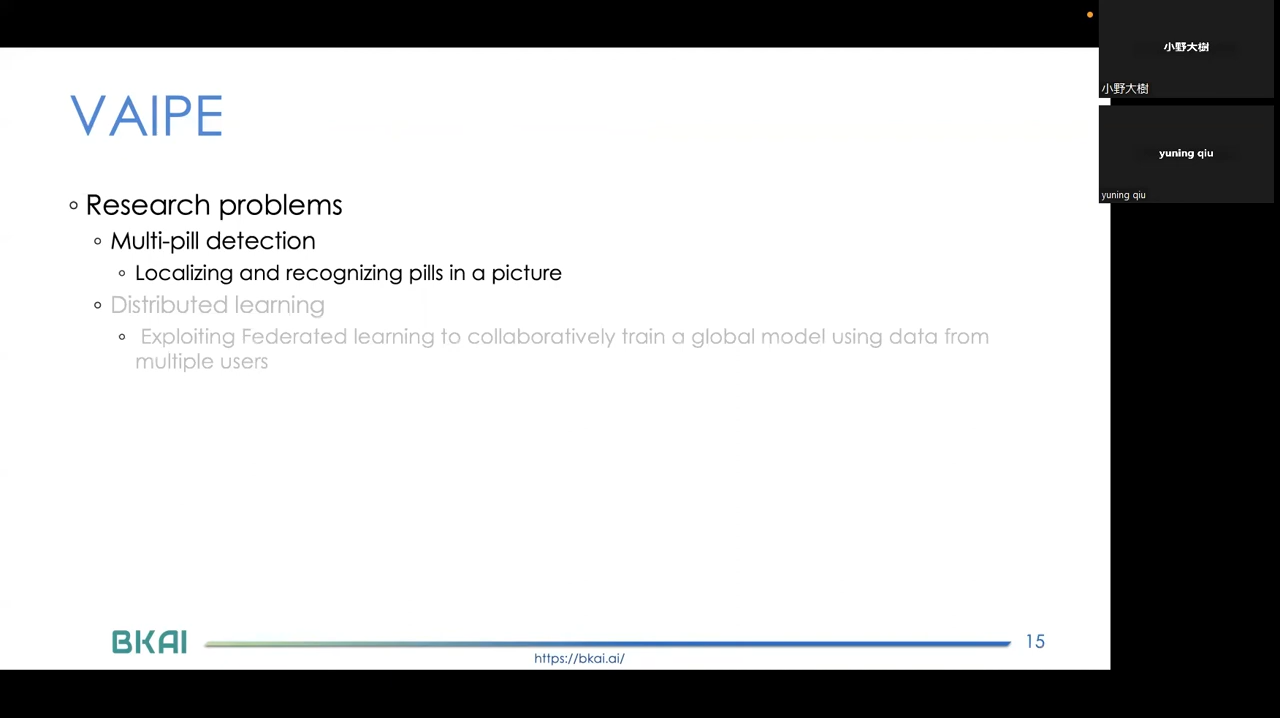 VAIPE
Research problems
Multi-pill detection
Localizing and recognizing pills in a picture
Distributed learning
Exploiting Federated learning to collaboratively train a global model using data from
multiple users
BKAI
https://bkai.ai/
15
小野大樹
小野大樹
yuning qiu
yuning qiu